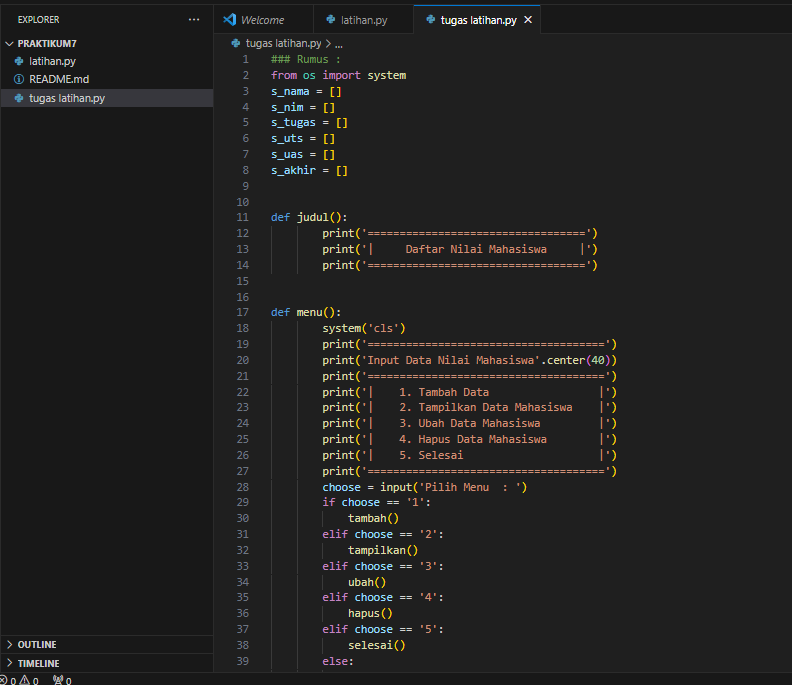 EXPLORER ...
PRAKTIKUM7
latihan.py
README.md
tugas latihan.py
OUTLINE
TIMELINE
0 0 0
Welcome latihan.py tugas latihan.py
tugas latihan.py > ...
1 ### Rumus :
2 from os import system
3 s_nama = []
4 s_nim = []
5 s_tugas = []
6 s_uts = []
7 s_uas = []
8 s_akhir = []
9
10
11 def judul():
12 print('==================================')
13 print('|     Daftar Nilai Mahasiswa     |')
14 print('==================================')
15
16
17 def menu():
18 system('cls')
19 print('=====================================')
20 print('Input Data Nilai Mahasiswa'.center(40))
21 print('=====================================')
22 print('|    1. Tambah Data                 |')
23 print('|    2. Tampilkan Data Mahasiswa    |')
24 print('|    3. Ubah Data Mahasiswa         |')
25 print('|    4. Hapus Data Mahasiswa        |')
26 print('|    5. Selesai                     |')
27 print('=====================================')
28 choose = input('Pilih Menu  : ')
29 if choose == '1':
30 tambah()
31 elif choose == '2':
32 tampilkan()
33 elif choose == '3':
34 ubah()
35 elif choose == '4':
36 hapus()
37 elif choose == '5':
38 selesai()
39 else: